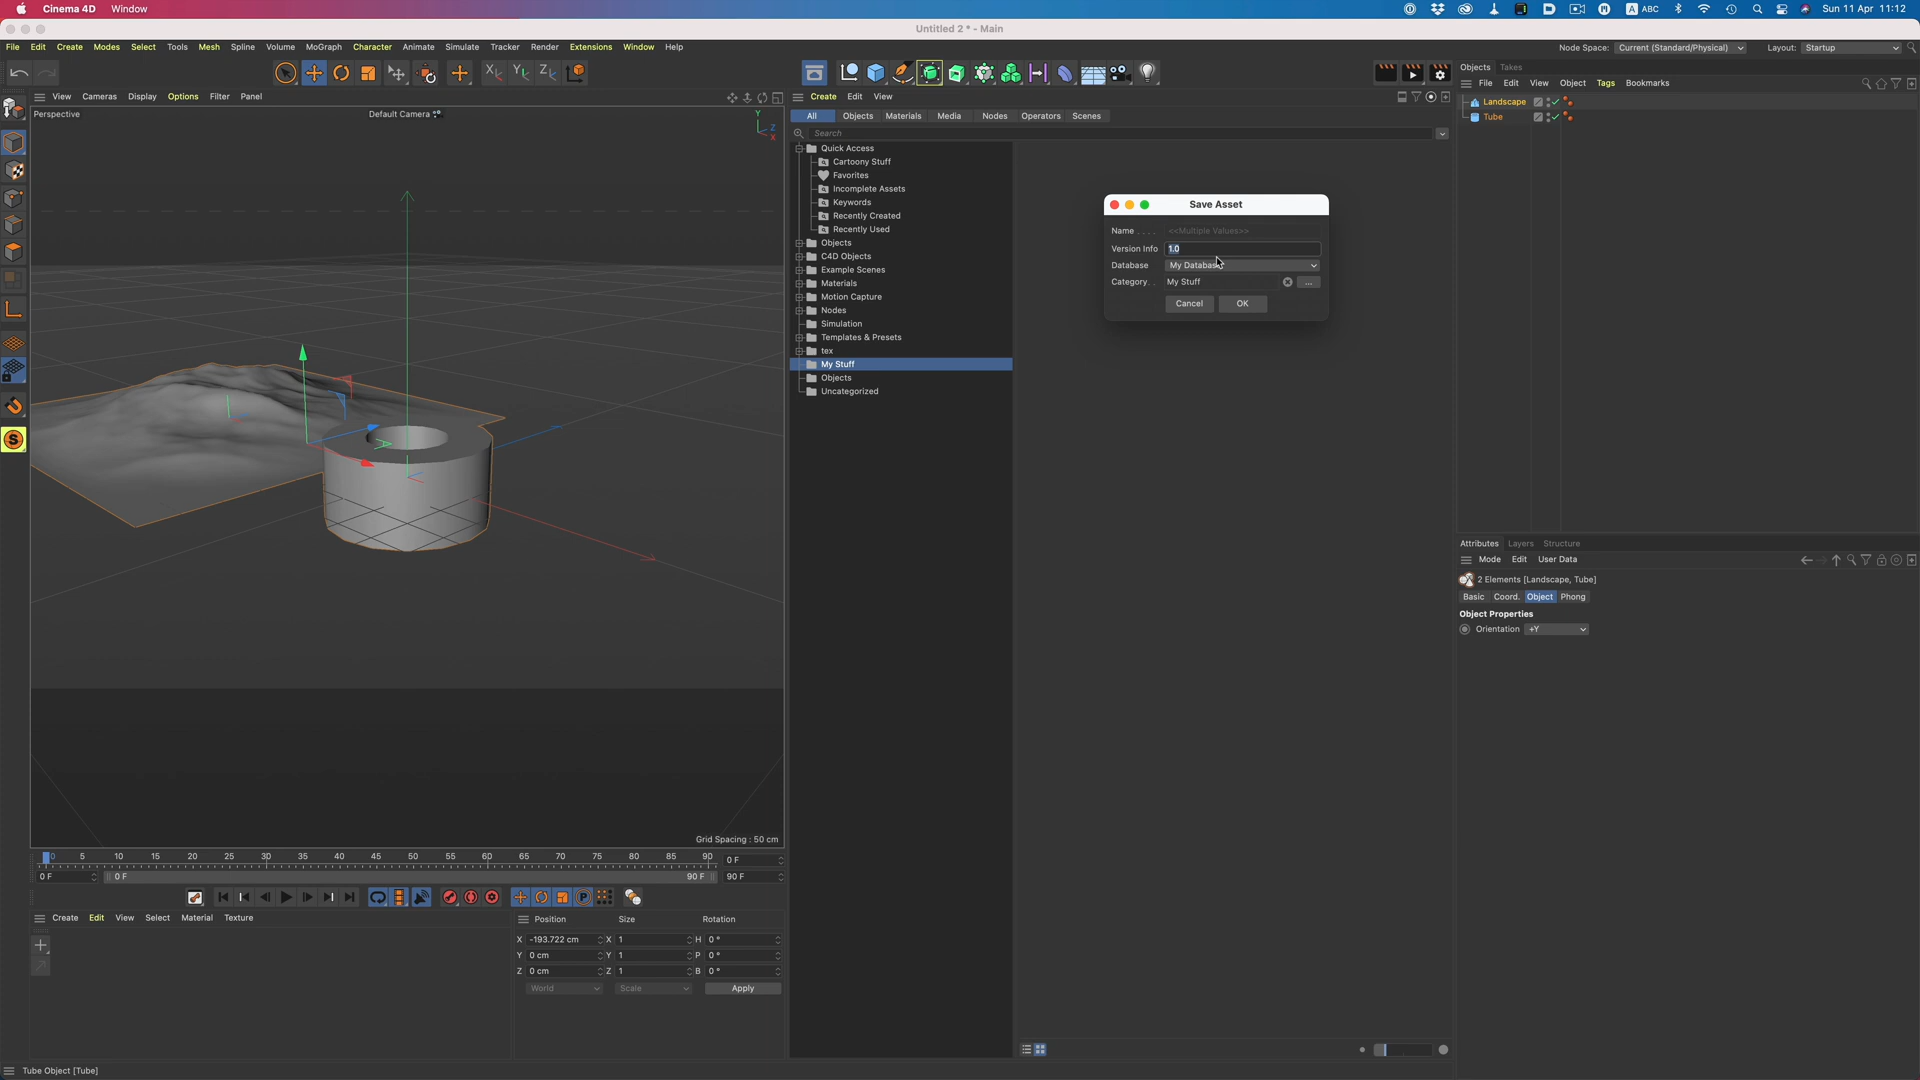 Cinema 4D Window
ABC Sun 11 Apr 11:12
Untitled 2 * - Main
File Edit Create Modes Select Tools Mesh Spline Volume MoGraph Character Animate Simulate Tracker Render Extensions Window Help
Node Space: Current (Standard/Physical) Layout: Startup
Objects Takes
File Edit View Object Tags Bookmarks
Landscape
Tube
View Cameras Display Options Filter Panel
Perspective
Default Camera
Y
Z
X
Grid Spacing : 50 cm
Create Edit View
All Objects Materials Media Nodes Operators Scenes
Search
Quick Access
Cartoony Stuff
Favorites
Incomplete Assets
Keywords
Recently Created
Recently Used
Objects
C4D Objects
Example Scenes
Materials
Motion Capture
Nodes
Simulation
Templates & Presets
tex
My Stuff
Objects
Uncategorized
Save Asset
Name . . . . <<Multiple Values>>
Version Info 1.0
Database My Database
Category . . My Stuff ...
Cancel OK
Attributes Layers Structure
Mode Edit User Data
2 Elements [Landscape, Tube]
Basic Coord. Object Phong
Object Properties
Orientation +Y
0 5 10 15 20 25 30 35 40 45 50 55 60 65 70 75 80 85 90 0 F
0 F 0 F 90 F 90 F
Create Edit View Select Material Texture
Position Size Rotation
X -193.722 cm X 1 H 0 °
Y 0 cm Y 1 P 0 °
Z 0 cm Z 1 B 0 °
World Scale Apply
Tube Object [Tube]